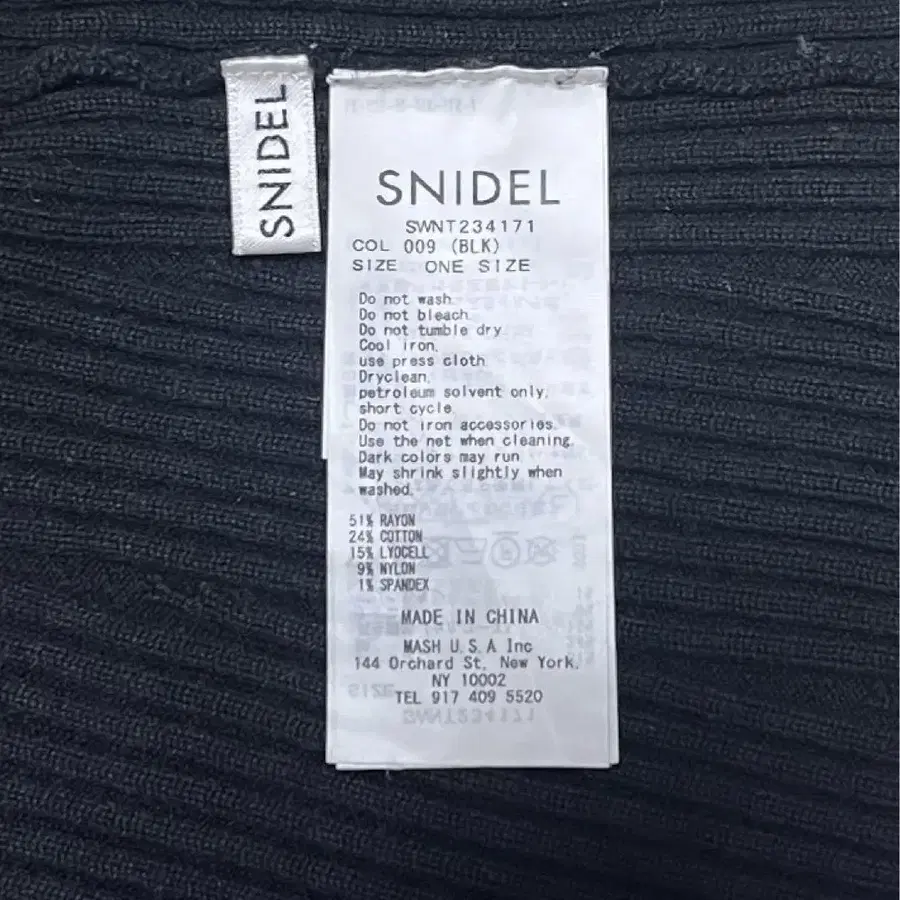 SNIDEL
SNIDEL
SWNT234171
COL 009 (BLK)
SIZE ONE SIZE
Do not wash.
Do not bleach.
Do not tumble dry.
Cool iron,
use press cloth.
Dryclean,
petroleum solvent only,
short cycle.
Do not iron accessories.
Use the net when cleaning.
Dark colors may run.
May shrink slightly when
washed.
51% RAYON
24% COTTON
15% LYOCELL
9% NYLON
1% SPANDEX
MADE IN CHINA
MASH U.S.A Inc
144 Orchard St, New York,
NY 10002
TEL 917 409 5520
SIZE
SWNT234171